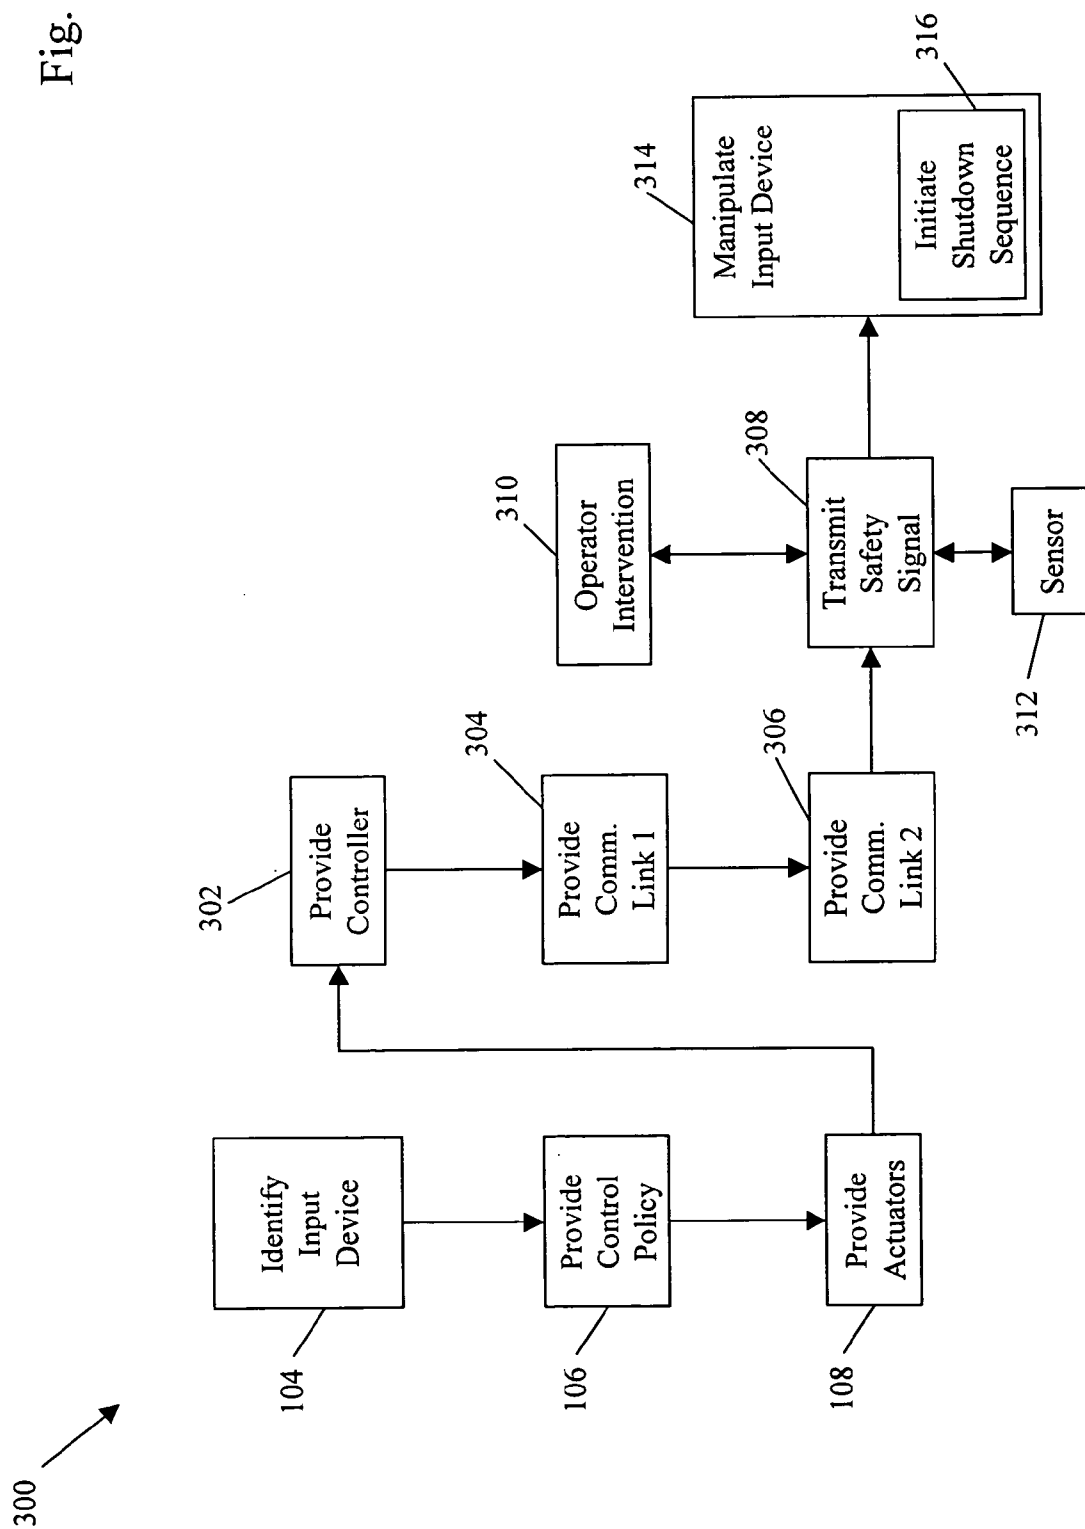 Fig.
300
104
Identify
Input
Device
106
Provide
Control
Policy
108
Provide
Actuators
302
Provide
Controller
304
Provide
Comm.
Link 1
306
Provide
Comm.
Link 2
308
Transmit
Safety
Signal
310
Operator
Intervention
312
Sensor
314
Manipulate
Input Device
316
Initiate
Shutdown
Sequence